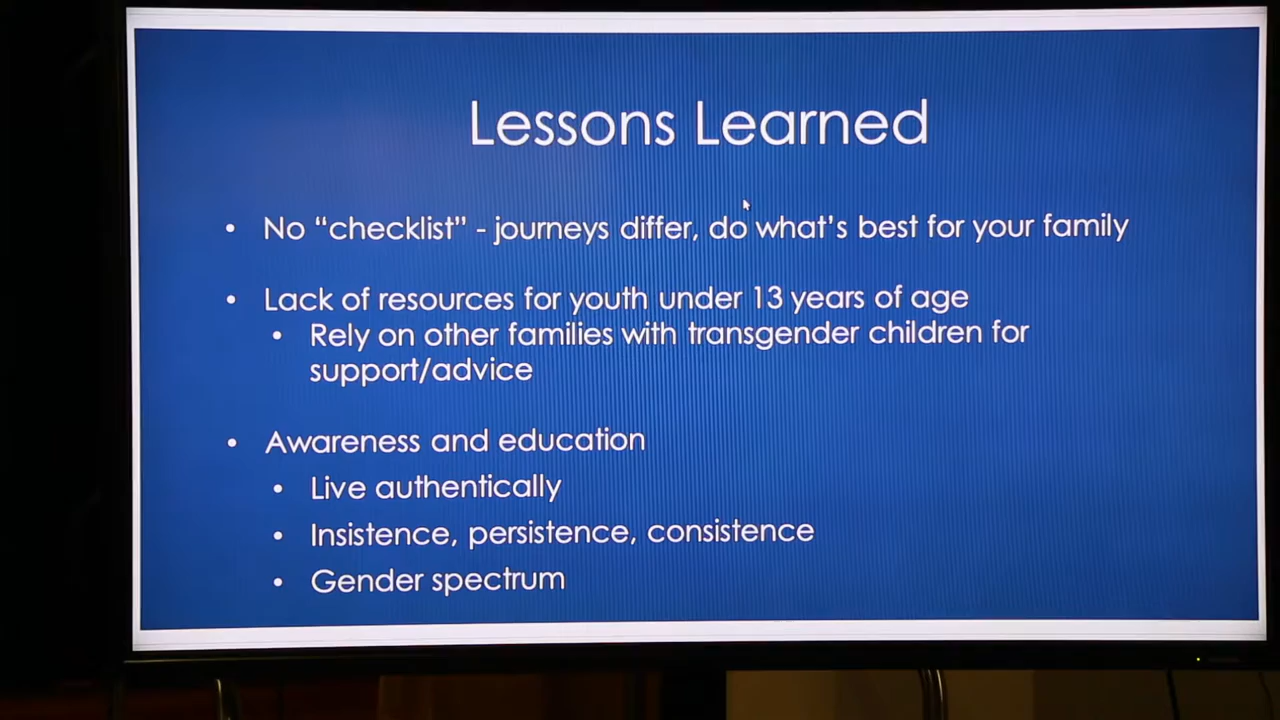 Lessons Learned
• No “checklist” - journeys differ, do what’s best for your family
• Lack of resources for youth under 13 years of age
• Rely on other families with transgender children for
support/advice
• Awareness and education
• Live authentically
• Insistence, persistence, consistence
• Gender spectrum